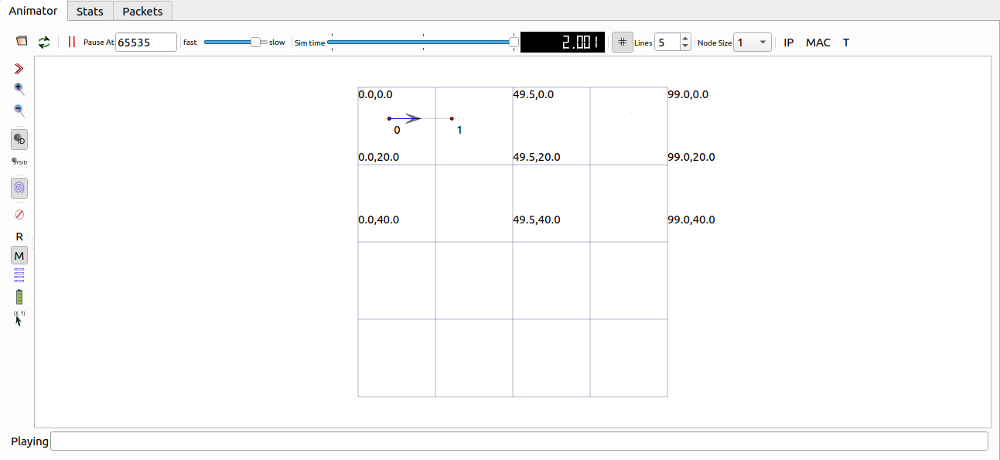 Animator Stats Packets
Pause At 65535 fast slow Sim time 2.001 # Lines 5 Node Size 1 IP MAC T
0.0,0.0 49.5,0.0 99.0,0.0
0 1
0.0,20.0 49.5,20.0 99.0,20.0
0.0,40.0 49.5,40.0 99.0,40.0
ID
SYSID
R
M
(X, Y)
Playing